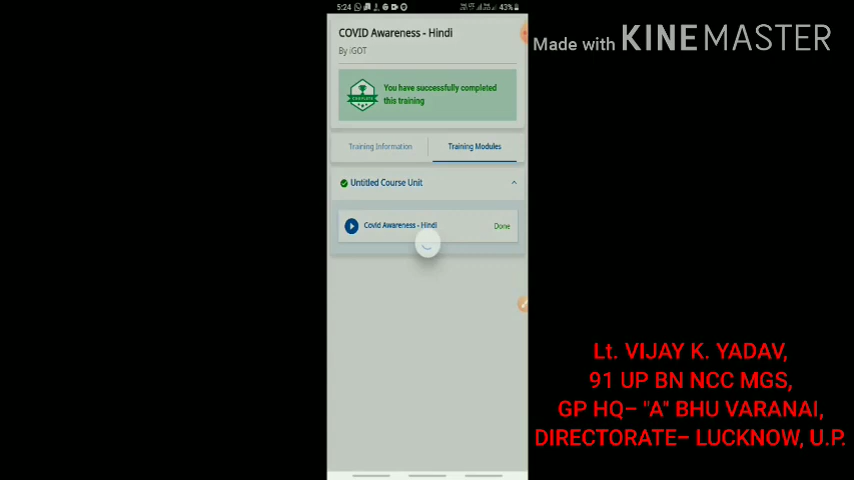 5:24
43%
COVID Awareness - Hindi
By iGOT
You have successfully completed
this training
Training Information
Training Modules
Untitled Course Unit
Covid Awareness - Hindi
Done
Made with KINEMASTER
Lt. VIJAY K. YADAV,
91 UP BN NCC MGS,
GP HQ– "A" BHU VARANAI,
DIRECTORATE– LUCKNOW, U.P.